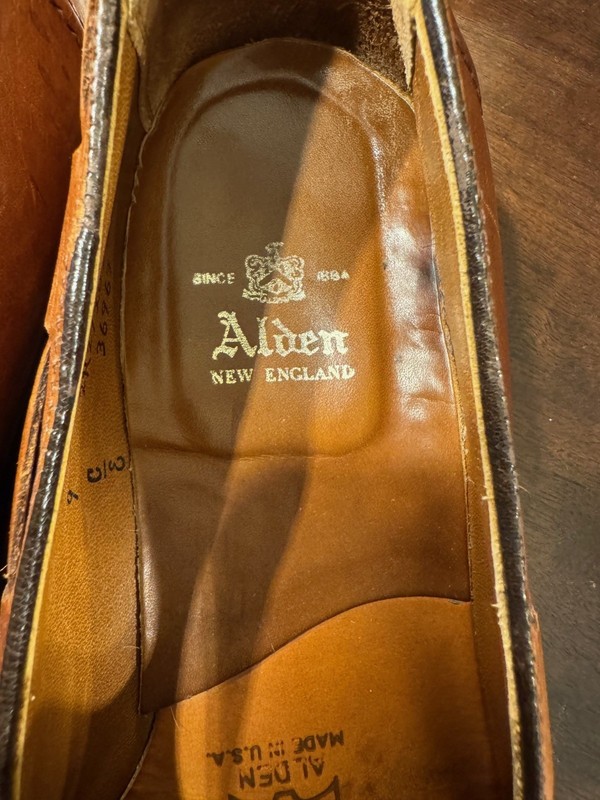 SINCE 1884
Alden
NEW ENGLAND
ALDEN
MADE IN U.S.A.